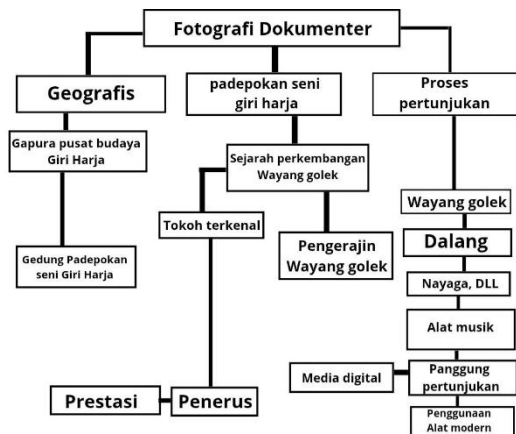 Fotografi Dokumenter
Geografis
padepokan seni
giri harja
Proses
pertunjukan
Gapura pusat budaya
Giri Harja
Sejarah perkembangan
Wayang golek
Wayang golek
Tokoh terkenal
Pengerajin
Wayang golek
Dalang
Gedung Padepokan
seni Giri Harja
Nayaga, DLL
Alat musik
Media digital
Panggung
pertunjukan
Prestasi
Penerus
Penggunaan
Alat modern